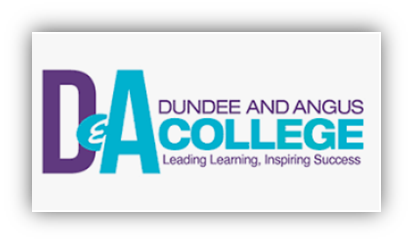 D&A
DUNDEE AND ANGUS
COLLEGE
Leading Learning, Inspiring Success